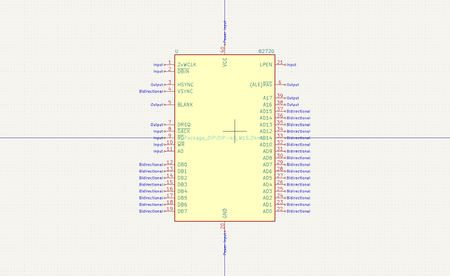 Power input
40
U 82720
VCC
Input 1 2xWCLK LPEN 21 Input
Input 2 DBIN
Output 3 HSYNC (ALE)RAS 6 Output
Bidirectional 4 VSYNC
A17 39 Output
Output 5 BLANK A16 38 Output
AD15 37 Bidirectional
AD14 36 Bidirectional
Output 7 DREQ AD13 35 Bidirectional
Input 8 DACK AD12 34 Bidirectional
Input 9 RD 33 Bidirectional
Input 10 WR AD10 32 Bidirectional
Input 11 A0 AD9 31 Bidirectional
AD8 30 Bidirectional
Bidirectional 12 DB0 AD7 29 Bidirectional
Bidirectional 13 DB1 AD6 28 Bidirectional
Bidirectional 14 DB2 AD5 27 Bidirectional
Bidirectional 15 DB3 AD4 26 Bidirectional
Bidirectional 16 DB4 AD3 25 Bidirectional
Bidirectional 17 DB5 AD2 24 Bidirectional
Bidirectional 18 DB6 AD1 23 Bidirectional
Bidirectional 19 DB7 AD0 22 Bidirectional
GND
20
Power input